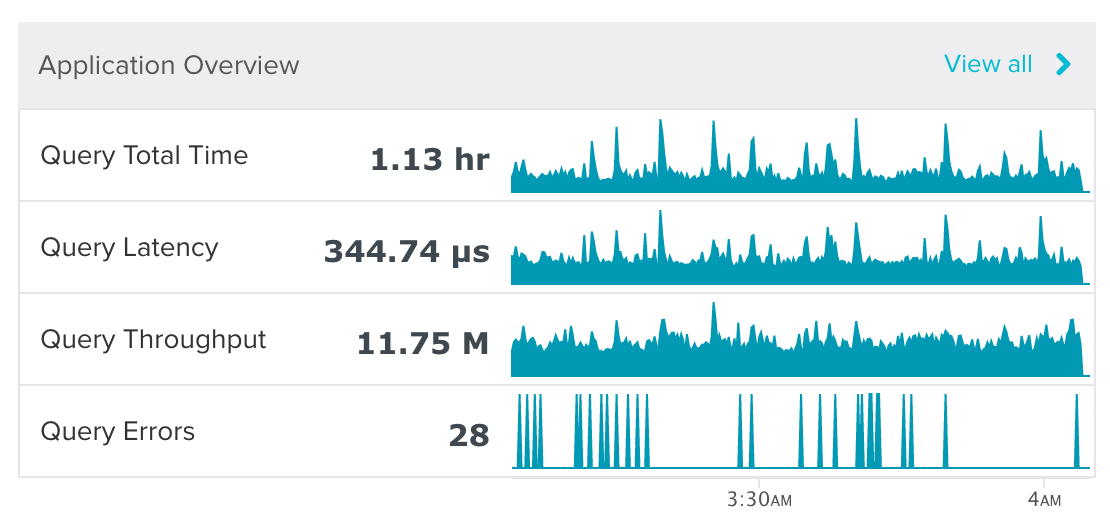 Application Overview View all
Query Total Time 1.13 hr
Query Latency 344.74 µs
Query Throughput 11.75 M
Query Errors 28
3:30AM 4AM